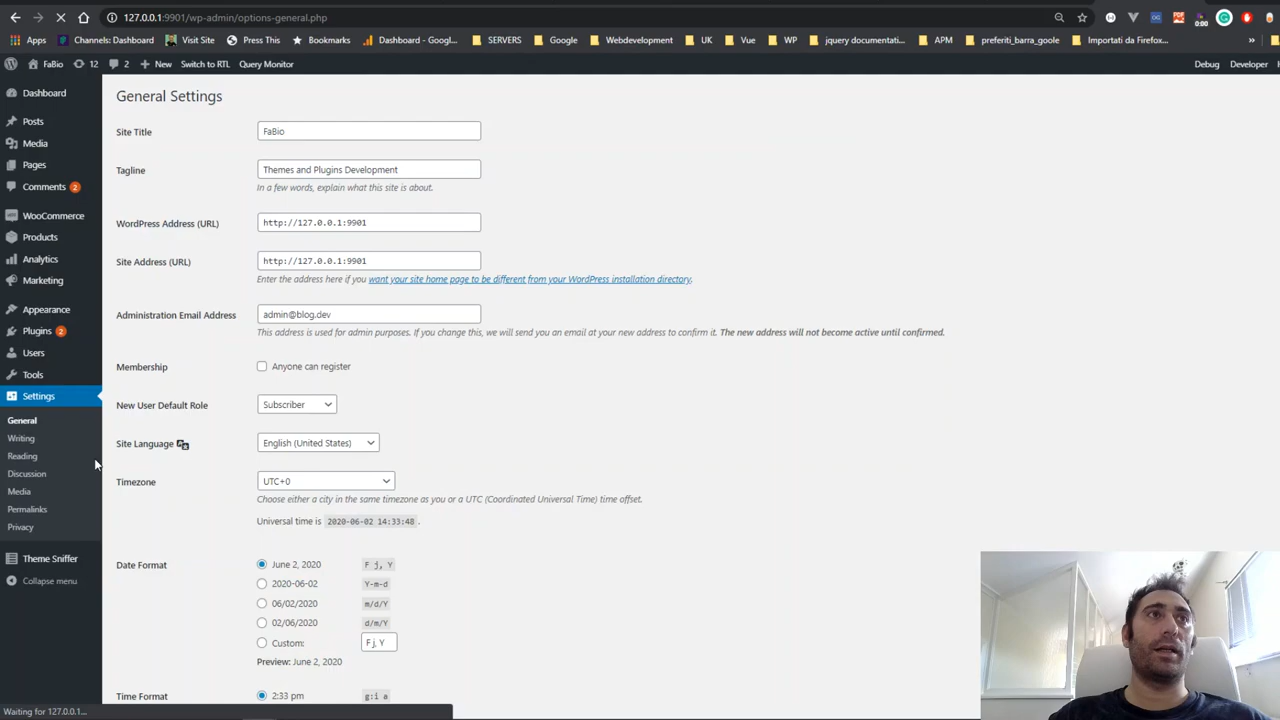 127.0.0.1:9901/wp-admin/options-general.php
Apps Channels: Dashboard Visit Site Press This Bookmarks Dashboard - Googl... SERVERS Google Webdevelopment UK Vue WP jquery documentati... APM preferiti_barra_goole Importati da Firefox... »
FaBio 12 2 New Switch to RTL Query Monitor Debug Developer
Dashboard
Posts
Media
Pages
Comments 2
WooCommerce
Products
Analytics
Marketing
Appearance
Plugins 2
Users
Tools
Settings
General
Writing
Reading
Discussion
Media
Permalinks
Privacy
Theme Sniffer
Collapse menu
General Settings
Site Title FaBio
Tagline Themes and Plugins Development
In a few words, explain what this site is about.
WordPress Address (URL) http://127.0.0.1:9901
Site Address (URL) http://127.0.0.1:9901
Enter the address here if you want your site home page to be different from your WordPress installation directory.
Administration Email Address admin@blog.dev
This address is used for admin purposes. If you change this, we will send you an email at your new address to confirm it. The new address will not become active until confirmed.
Membership Anyone can register
New User Default Role Subscriber
Site Language English (United States)
Timezone UTC+0
Choose either a city in the same timezone as you or a UTC (Coordinated Universal Time) time offset.
Universal time is 2020-06-02 14:33:48 .
Date Format June 2, 2020 F j, Y
2020-06-02 Y-m-d
06/02/2020 m/d/Y
02/06/2020 d/m/Y
Custom: F j, Y
Preview: June 2, 2020
Time Format 2:33 pm g:i a
Waiting for 127.0.0.1...